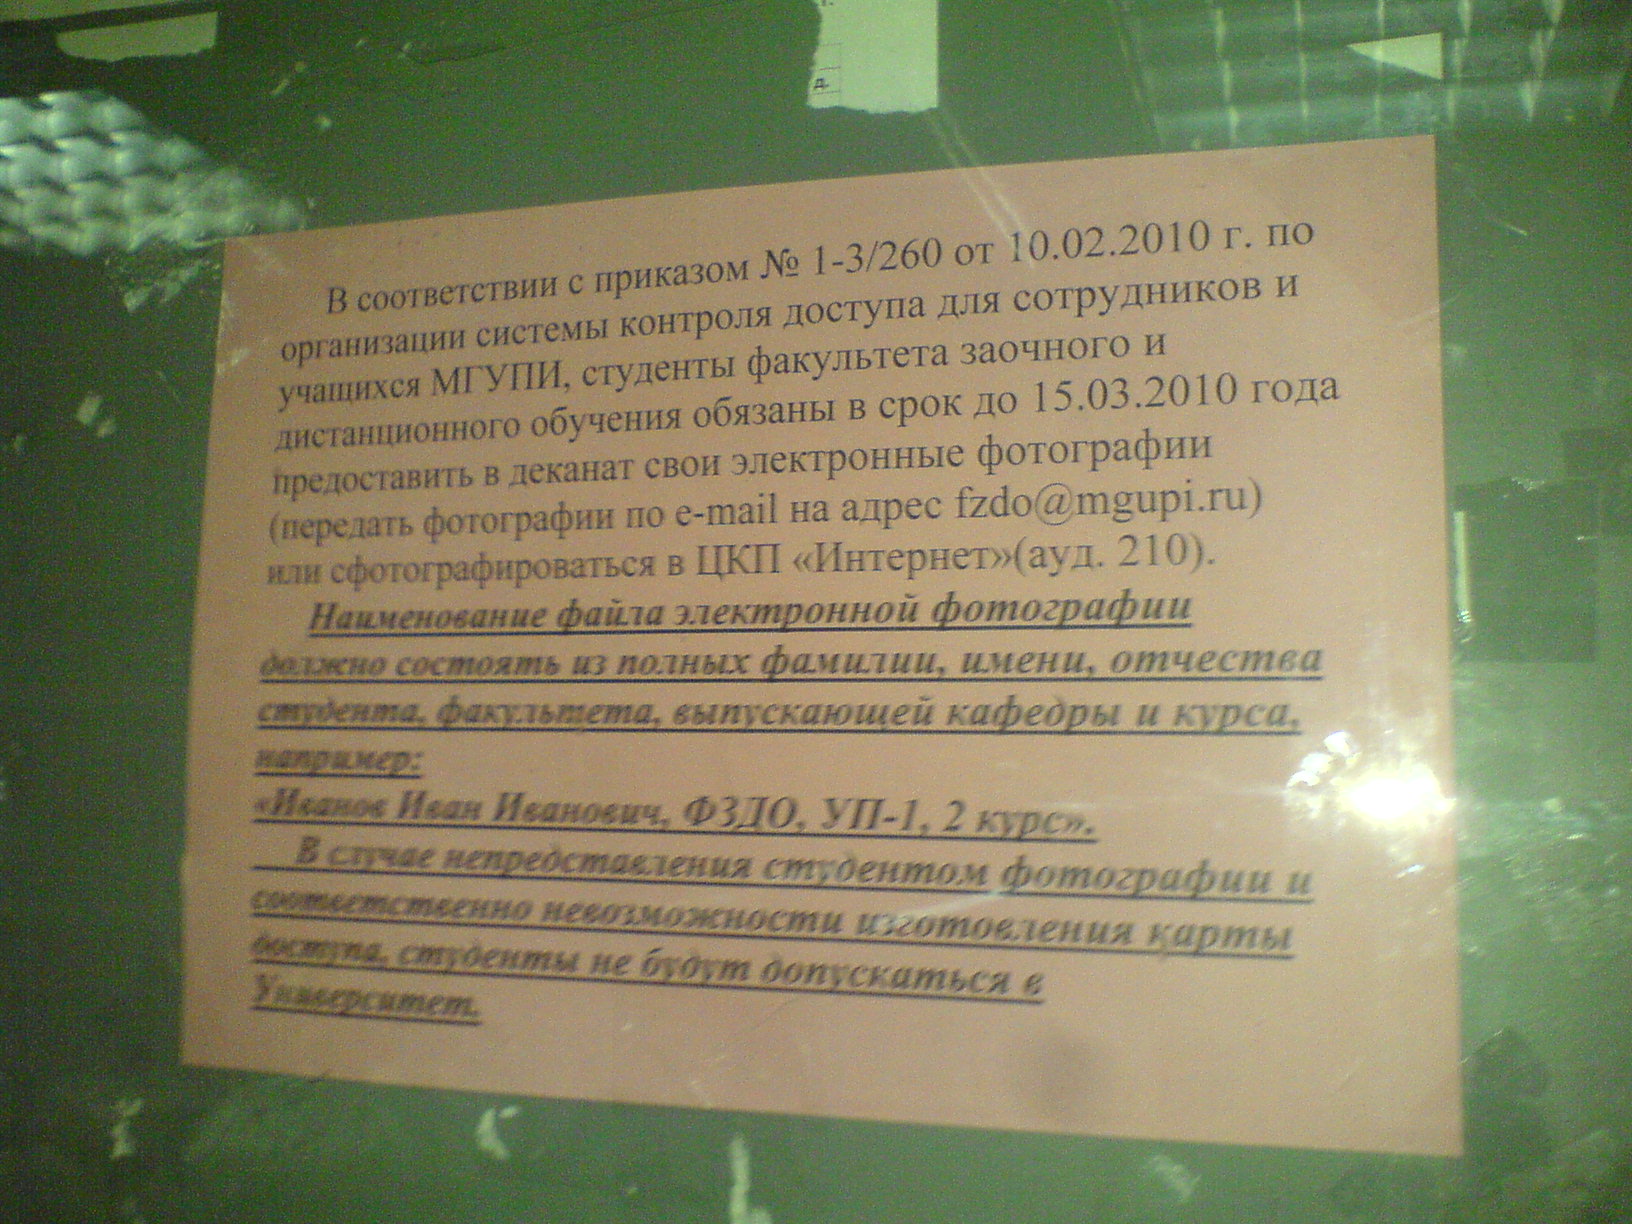 д.
В соответствии с приказом № 1-3/260 от 10.02.2010 г. по
организации системы контроля доступа для сотрудников и
учащихся МГУПИ, студенты факультета заочного и
дистанционного обучения обязаны в срок до 15.03.2010 года
предоставить в деканат свои электронные фотографии
(передать фотографии по e-mail на адрес fzdo@mgupi.ru)
или сфотографироваться в ЦКП «Интернет»(ауд. 210).
Наименование файла электронной фотографии
должно состоять из полных фамилии, имени, отчества
студента, факультета, выпускающей кафедры и курса,
например:
«Иванов Иван Иванович, ФЗДО, УП-1, 2 курс».
В случае непредставления студентом фотографии и
соответственно невозможности изготовления карты
доступа, студенты не будут допускаться в
Университет.